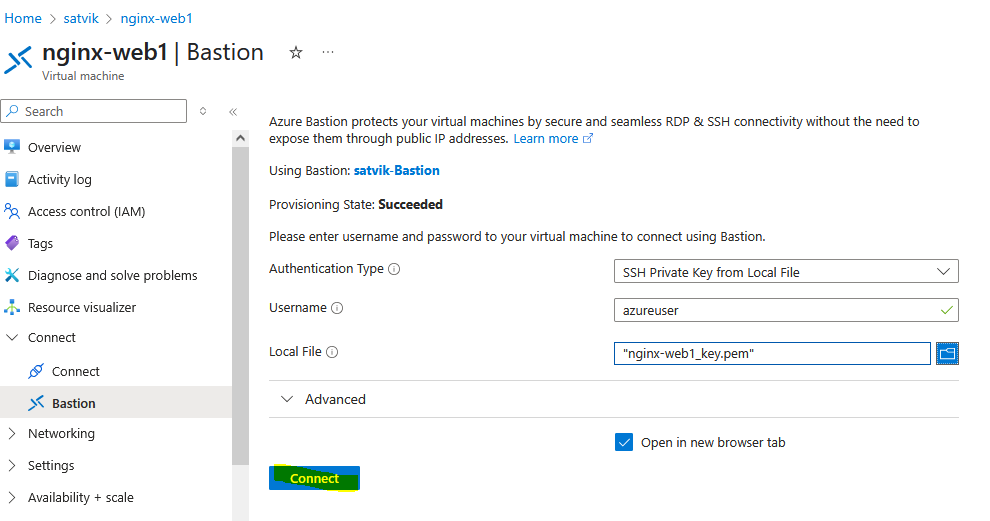 Home > satvik > nginx-web1
nginx-web1 | Bastion ☆ ...
Virtual machine
Search
Overview
Activity log
Access control (IAM)
Tags
Diagnose and solve problems
Resource visualizer
Connect
Connect
Bastion
Networking
Settings
Availability + scale
Azure Bastion protects your virtual machines by secure and seamless RDP & SSH connectivity without the need to
expose them through public IP addresses. Learn more
Using Bastion: satvik-Bastion
Provisioning State: Succeeded
Please enter username and password to your virtual machine to connect using Bastion.
Authentication Type SSH Private Key from Local File
Username azureuser
Local File "nginx-web1_key.pem"
Advanced
Open in new browser tab
Connect